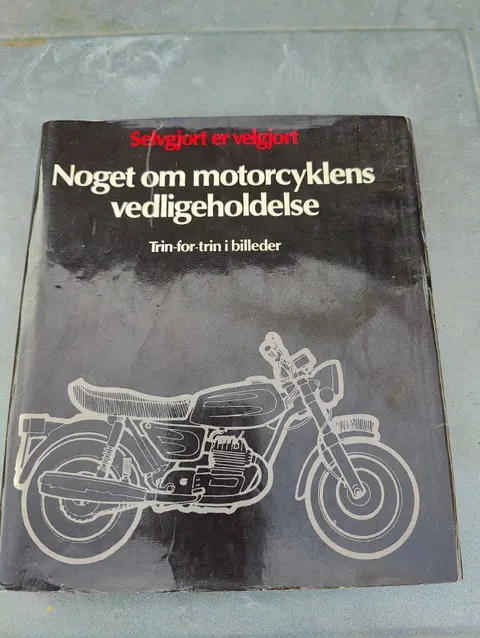 Selvgjort er velgjort
Noget om motorcyklens
vedligeholdelse
Trin-for-trin i billeder